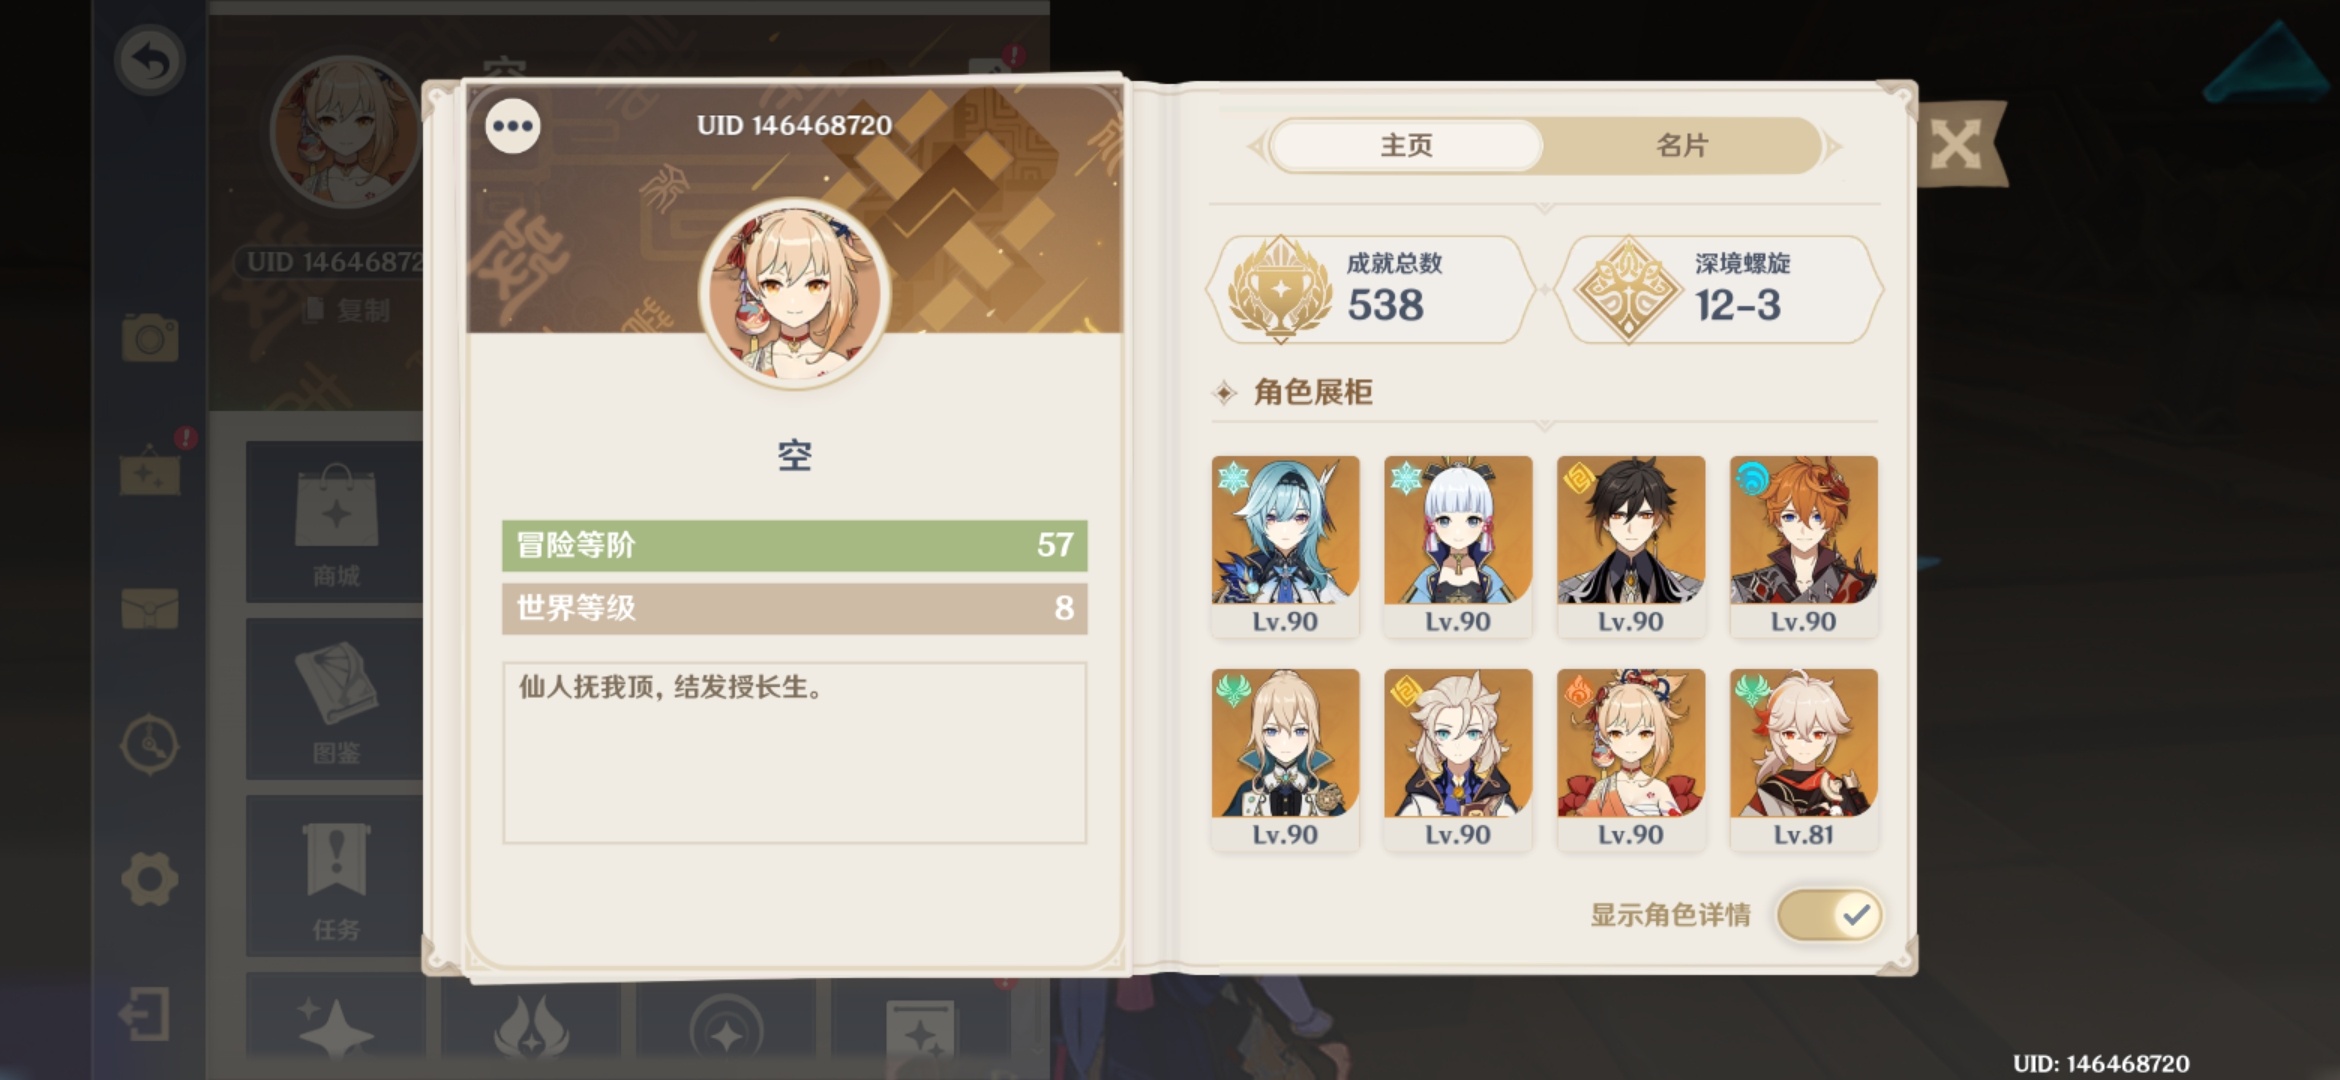 空
UID 14646872
复制
商城
图鉴
任务
UID 146468720
空
冒险等阶 57
世界等级 8
仙人抚我顶，结发授长生。
主页 名片
成就总数
538
深境螺旋
12-3
角色展柜
Lv.90 Lv.90 Lv.90 Lv.90
Lv.90 Lv.90 Lv.90 Lv.81
显示角色详情
UID: 146468720